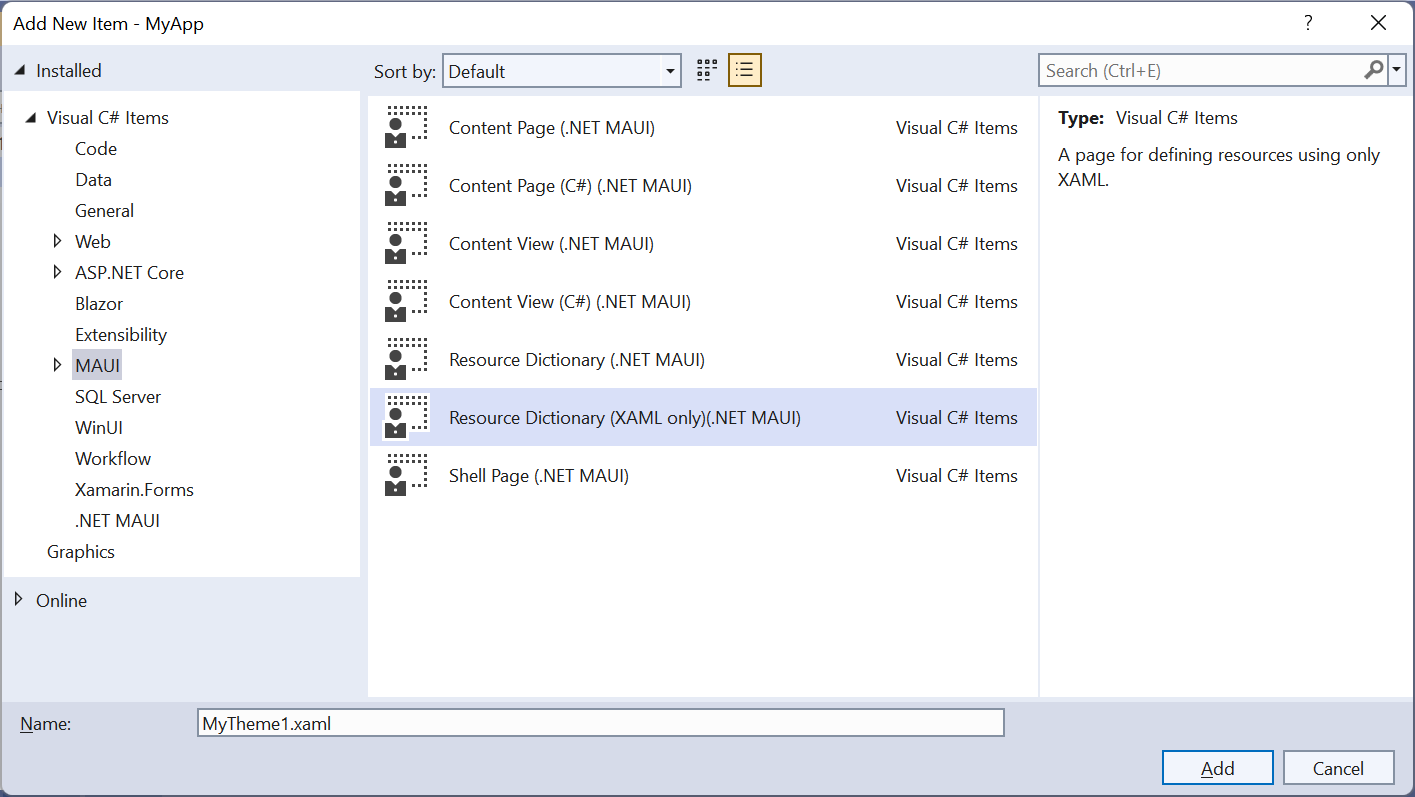 Add New Item - MyApp
?
Installed
Sort by: Default
Search (Ctrl+E)
Visual C# Items
Code
Data
General
Web
ASP.NET Core
Blazor
Extensibility
MAUI
SQL Server
WinUI
Workflow
Xamarin.Forms
.NET MAUI
Graphics
Online
Content Page (.NET MAUI) Visual C# Items
Content Page (C#) (.NET MAUI) Visual C# Items
Content View (.NET MAUI) Visual C# Items
Content View (C#) (.NET MAUI) Visual C# Items
Resource Dictionary (.NET MAUI) Visual C# Items
Resource Dictionary (XAML only)(.NET MAUI) Visual C# Items
Shell Page (.NET MAUI) Visual C# Items
Type: Visual C# Items
A page for defining resources using only
XAML.
Name: MyTheme1.xaml
Add Cancel